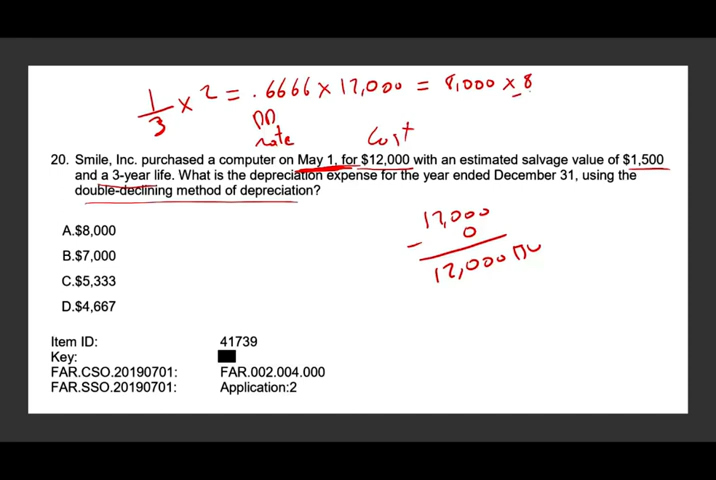 1/3 × 2 = .6666 × 12,000 = 8,000 × 8
DD rate
Cost
20. Smile, Inc. purchased a computer on May 1, for $12,000 with an estimated salvage value of $1,500
and a 3-year life. What is the depreciation expense for the year ended December 31, using the
double-declining method of depreciation?
12,000
- 0
12,000
A.$8,000
B.$7,000
C.$5,333
D.$4,667
Item ID: 41739
Key:
FAR.CSO.20190701: FAR.002.004.000
FAR.SSO.20190701: Application:2